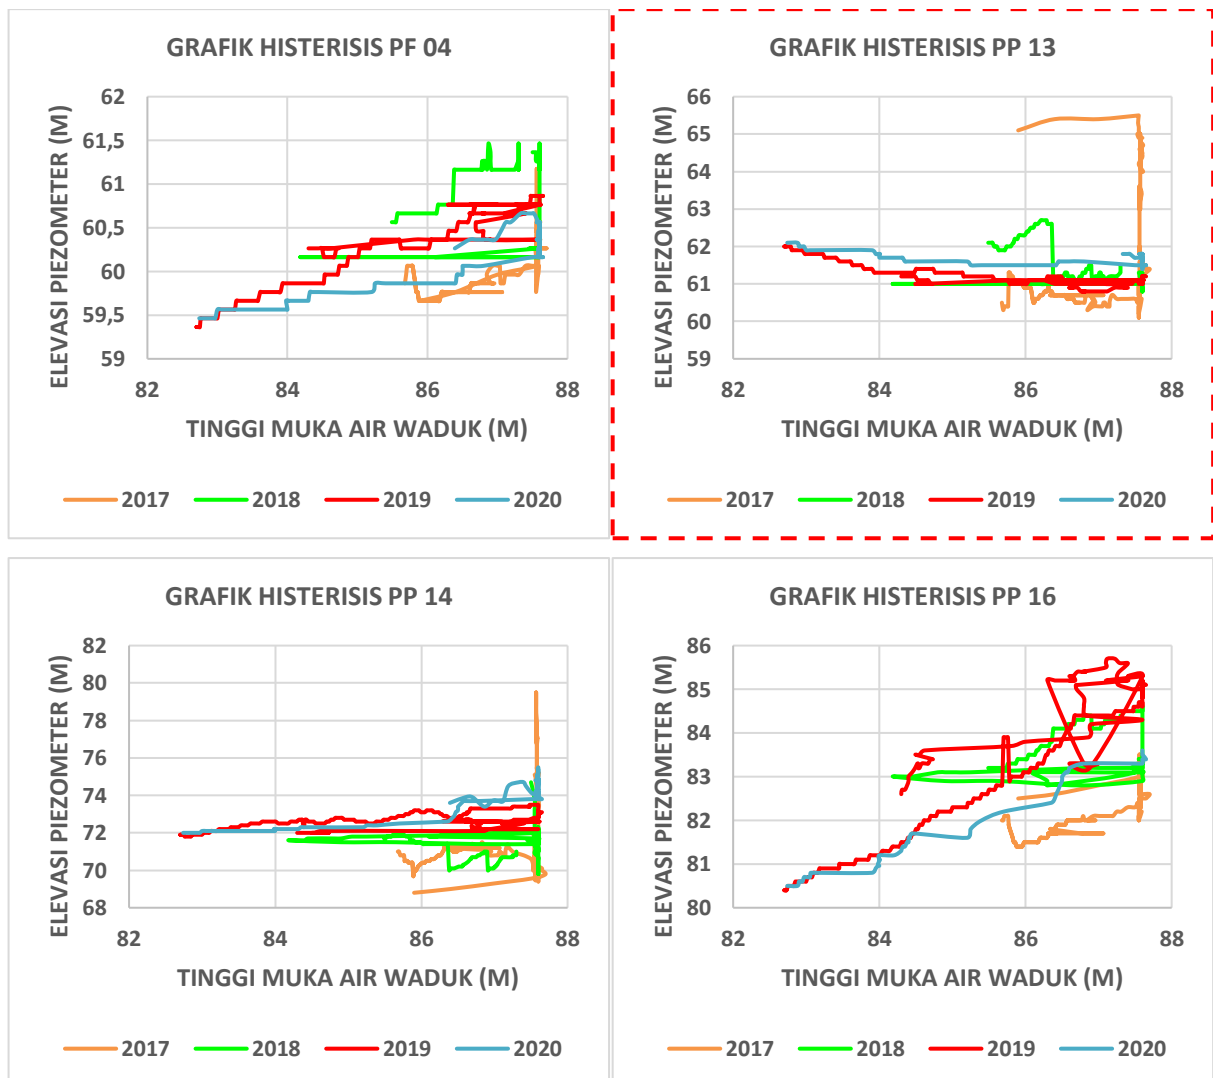 GRAFIK HISTERISIS PF 04
ELEVASI PIEZOMETER (M)
62
61,5
61
60,5
60
59,5
59
82 84 86 88
TINGGI MUKA AIR WADUK (M)
2017 2018 2019 2020
GRAFIK HISTERISIS PP 13
ELEVASI PIEZOMETER (M)
66
65
64
63
62
61
60
59
82 84 86 88
TINGGI MUKA AIR WADUK (M)
2017 2018 2019 2020
GRAFIK HISTERISIS PP 14
ELEVASI PIEZOMETER (M)
82
80
78
76
74
72
70
68
82 84 86 88
TINGGI MUKA AIR WADUK (M)
2017 2018 2019 2020
GRAFIK HISTERISIS PP 16
ELEVASI PIEZOMETER (M)
86
85
84
83
82
81
80
82 84 86 88
TINGGI MUKA AIR WADUK (M)
2017 2018 2019 2020